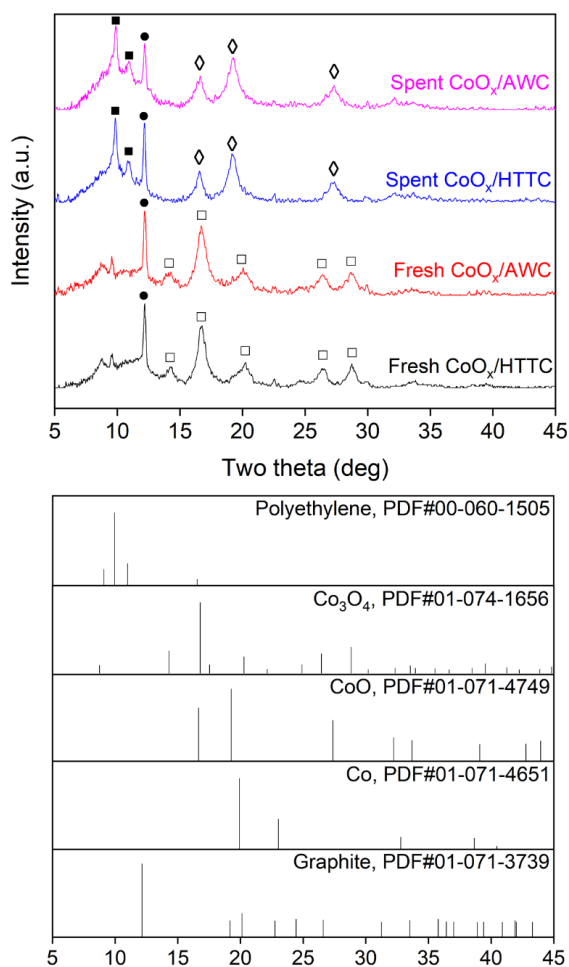 Intensity (a.u.)
Spent CoOₓ/AWC
Spent CoOₓ/HTTC
Fresh CoOₓ/AWC
Fresh CoOₓ/HTTC
5 10 15 20 25 30 35 40 45
Two theta (deg)
Polyethylene, PDF#00-060-1505
Co₃O₄, PDF#01-074-1656
CoO, PDF#01-071-4749
Co, PDF#01-071-4651
Graphite, PDF#01-071-3739
5 10 15 20 25 30 35 40 45